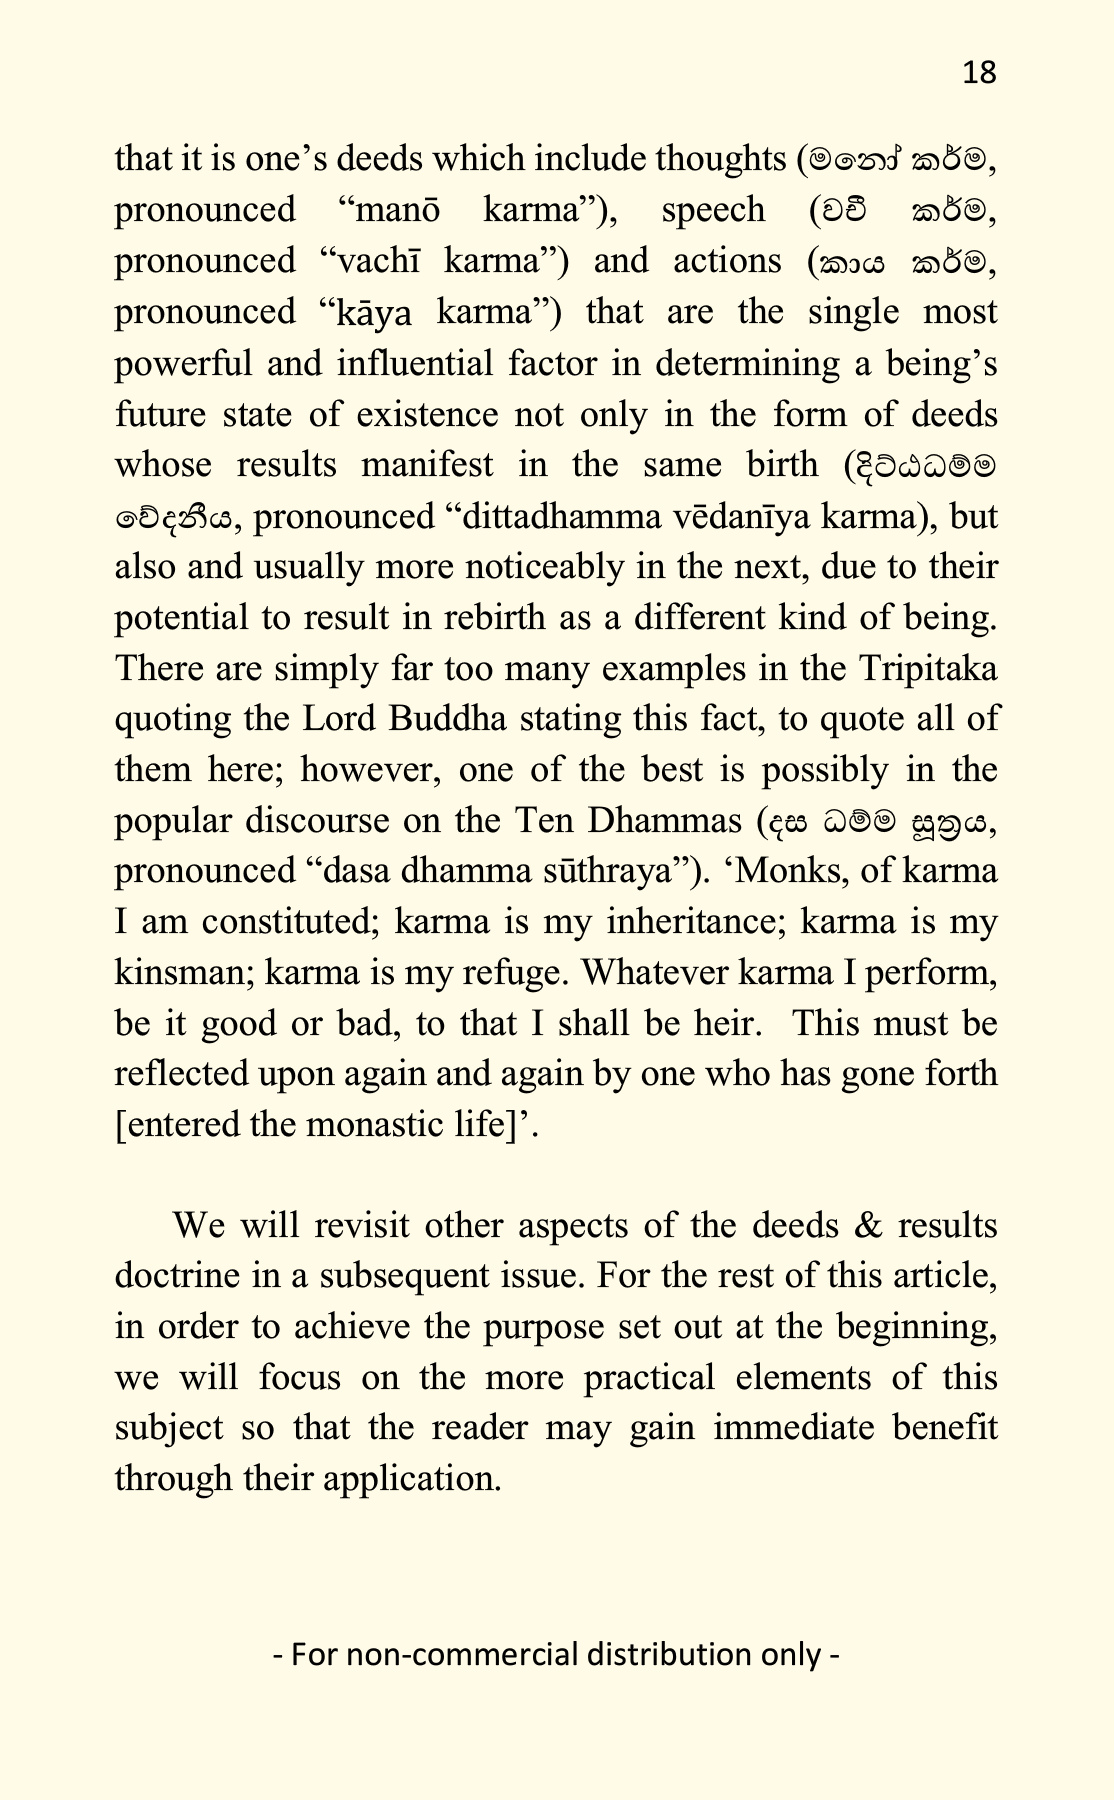 18
that it is one’s deeds which include thoughts (මනෝ කර්ම,
pronounced “manō karma”), speech (වචී කර්ම,
pronounced “vachī karma”) and actions (කාය කර්ම,
pronounced “kāya karma”) that are the single most
powerful and influential factor in determining a being’s
future state of existence not only in the form of deeds
whose results manifest in the same birth (දිට්ඨධම්ම
වේදනීය, pronounced “dittadhamma vēdanīya karma), but
also and usually more noticeably in the next, due to their
potential to result in rebirth as a different kind of being.
There are simply far too many examples in the Tripitaka
quoting the Lord Buddha stating this fact, to quote all of
them here; however, one of the best is possibly in the
popular discourse on the Ten Dhammas (දස ධම්ම සූත්‍රය,
pronounced “dasa dhamma sūthraya”). ‘Monks, of karma
I am constituted; karma is my inheritance; karma is my
kinsman; karma is my refuge. Whatever karma I perform,
be it good or bad, to that I shall be heir.  This must be
reflected upon again and again by one who has gone forth
[entered the monastic life]’.
We will revisit other aspects of the deeds & results
doctrine in a subsequent issue. For the rest of this article,
in order to achieve the purpose set out at the beginning,
we will focus on the more practical elements of this
subject so that the reader may gain immediate benefit
through their application.
- For non-commercial distribution only -